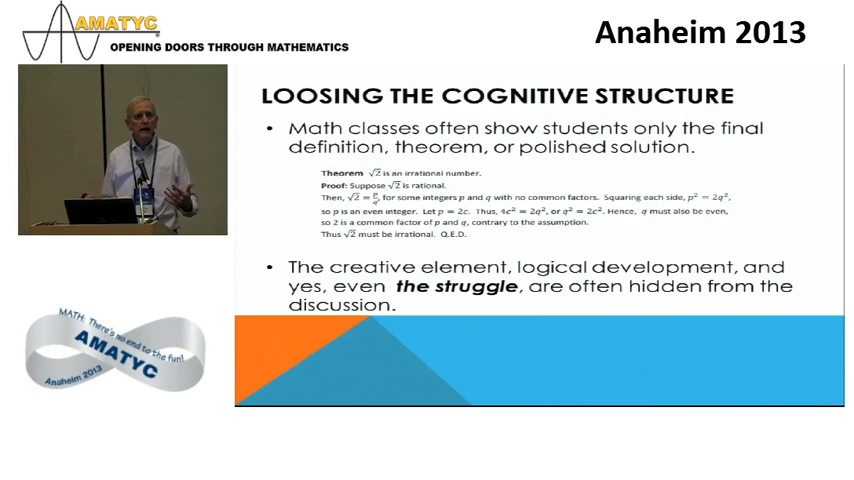 AMATYC
OPENING DOORS THROUGH MATHEMATICS
Anaheim 2013
LOOSING THE COGNITIVE STRUCTURE
• Math classes often show students only the final
definition, theorem, or polished solution.
Theorem √2 is an irrational number.
Proof: Suppose √2 is rational.
Then, √2 = p/q, for some integers p and q with no common factors. Squaring each side, p² = 2q²,
so p is an even integer. Let p = 2c. Thus, 4c² = 2q², or q² = 2c². Hence, q must also be even,
so 2 is a common factor of p and q, contrary to the assumption.
Thus √2 must be irrational. Q.E.D.
• The creative element, logical development, and
yes, even the struggle, are often hidden from the
discussion.
MATH: There's no end to the fun!
AMATYC
Anaheim 2013